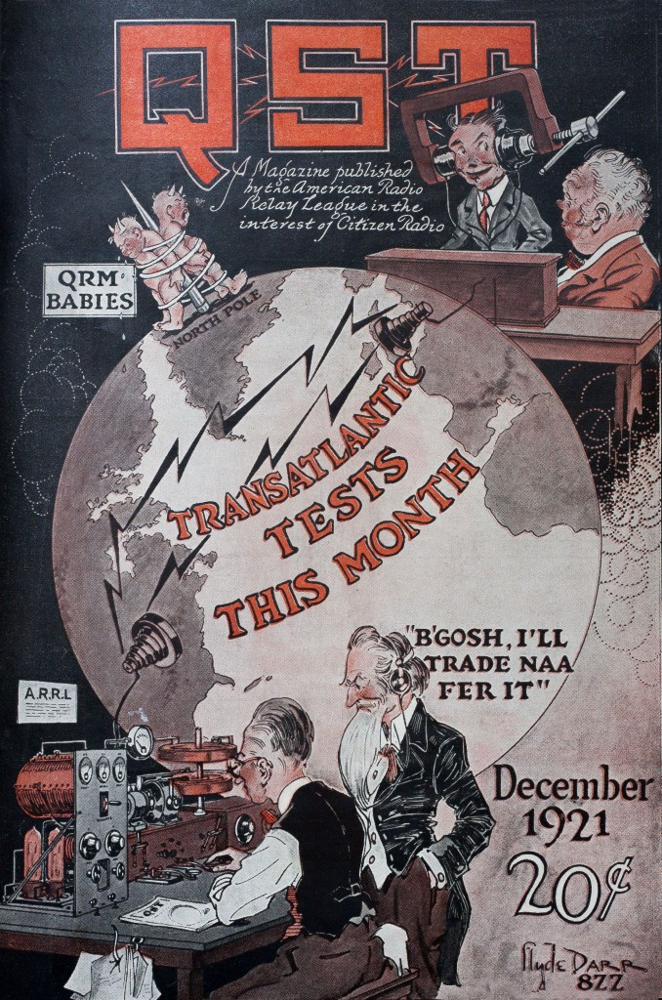 QST
A Magazine published
by the American Radio
Relay League in the
interest of Citizen Radio
QRM
BABIES
NORTH POLE
TRANSATLANTIC
TESTS
THIS MONTH
"B'GOSH, I'LL
TRADE NAA
FER IT"
A.R.R.L
December
1921
20¢
QST
Clyde DARR
8ZZ